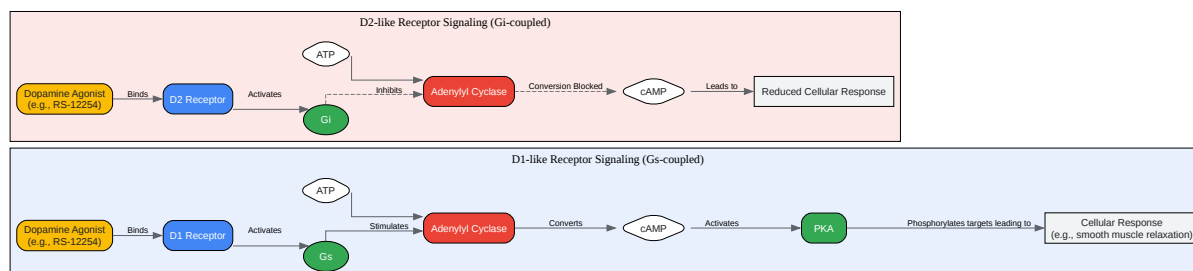 D2-like Receptor Signaling (Gi-coupled)
ATP
Dopamine Agonist
(e.g., RS-12254)
Binds
D2 Receptor
Activates
Gi
Inhibits
Adenylyl Cyclase
Conversion Blocked
cAMP
Leads to
Reduced Cellular Response
D1-like Receptor Signaling (Gs-coupled)
ATP
Dopamine Agonist
(e.g., RS-12254)
Binds
D1 Receptor
Activates
Gs
Stimulates
Adenylyl Cyclase
Converts
cAMP
Activates
PKA
Phosphorylates targets leading to
Cellular Response
(e.g., smooth muscle relaxation)